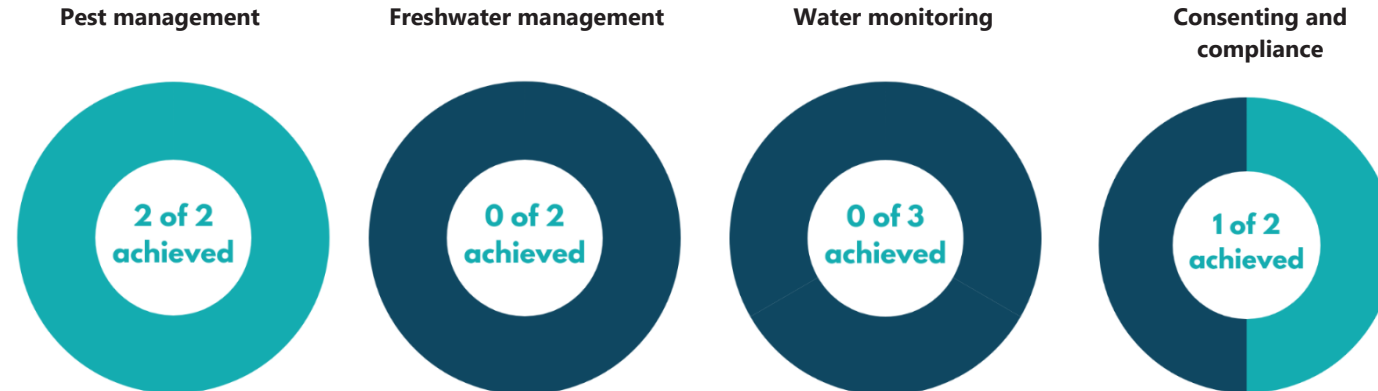 Pest management
Freshwater management
Water monitoring
Consenting and
compliance
2 of 2
achieved
0 of 2
achieved
0 of 3
achieved
1 of 2
achieved